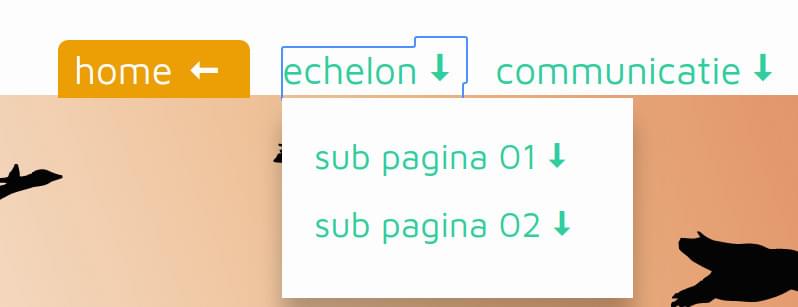 home ← echelon ⬇ communicatie ⬇
sub pagina 01 ⬇
sub pagina 02 ⬇